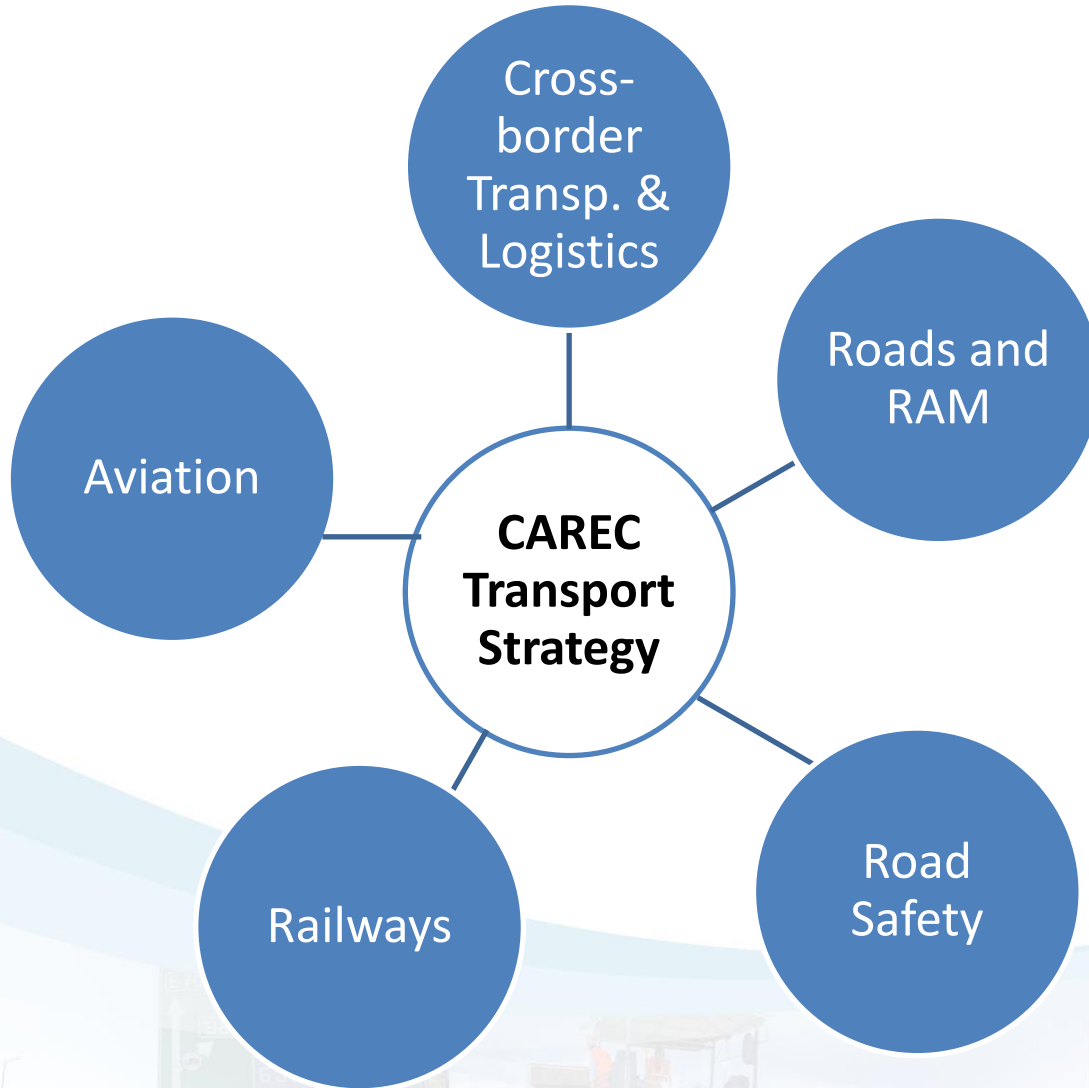 Cross-
border
Transp. &
Logistics
Roads and
RAM
Aviation
CAREC
Transport
Strategy
Road
Safety
Railways